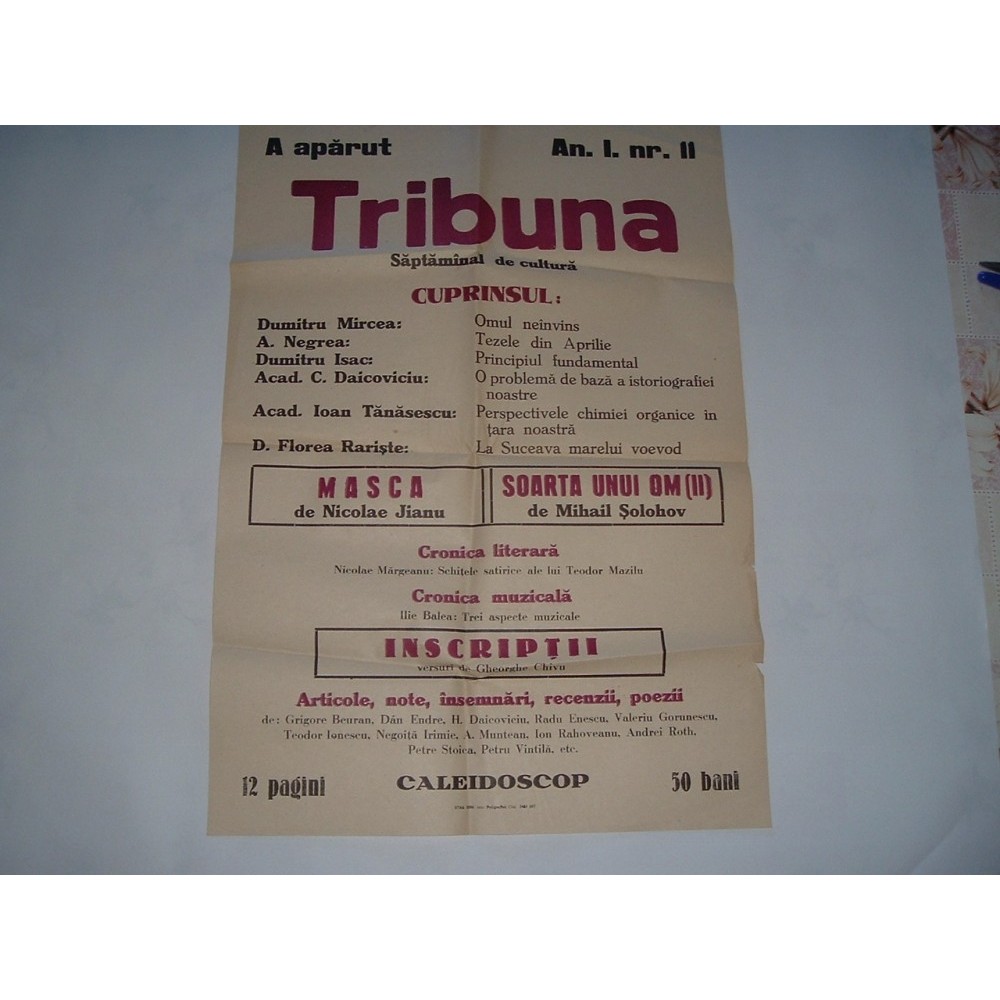 A apărut An. I. nr. 11
Tribuna
Săptămînal de cultură
CUPRINSUL:
Dumitru Mircea: Omul neînvins
A. Negrea: Tezele din Aprilie
Dumitru Isac: Principiul fundamental
Acad. C. Daicoviciu: O problemă de bază a istoriografiei
noastre
Acad. Ioan Tănăsescu: Perspectivele chimiei organice in
țara noastră
D. Florea Rariște: La Suceava marelui voevod
MASCA
de Nicolae Jianu
SOARTA UNUI OM (II)
de Mihail Șolohov
Cronica literară
Nicolae Mărgeanu: Schițele satirice ale lui Teodor Mazilu
Cronica muzicală
Ilie Balea: Trei aspecte muzicale
INSCRIPȚII
versuri de Gheorghe Chivu
Articole, note, însemnări, recenzii, poezii
de: Grigore Beuran, Dán Endre, H. Daicoviciu, Radu Enescu, Valeriu Gorunescu,
Teodor Ionescu, Negoiță Irimie, A. Muntean, Ion Rahoveanu, Andrei Roth,
Petre Stoica, Petru Vintilă, etc.
12 pagini CALEIDOSCOP 50 bani